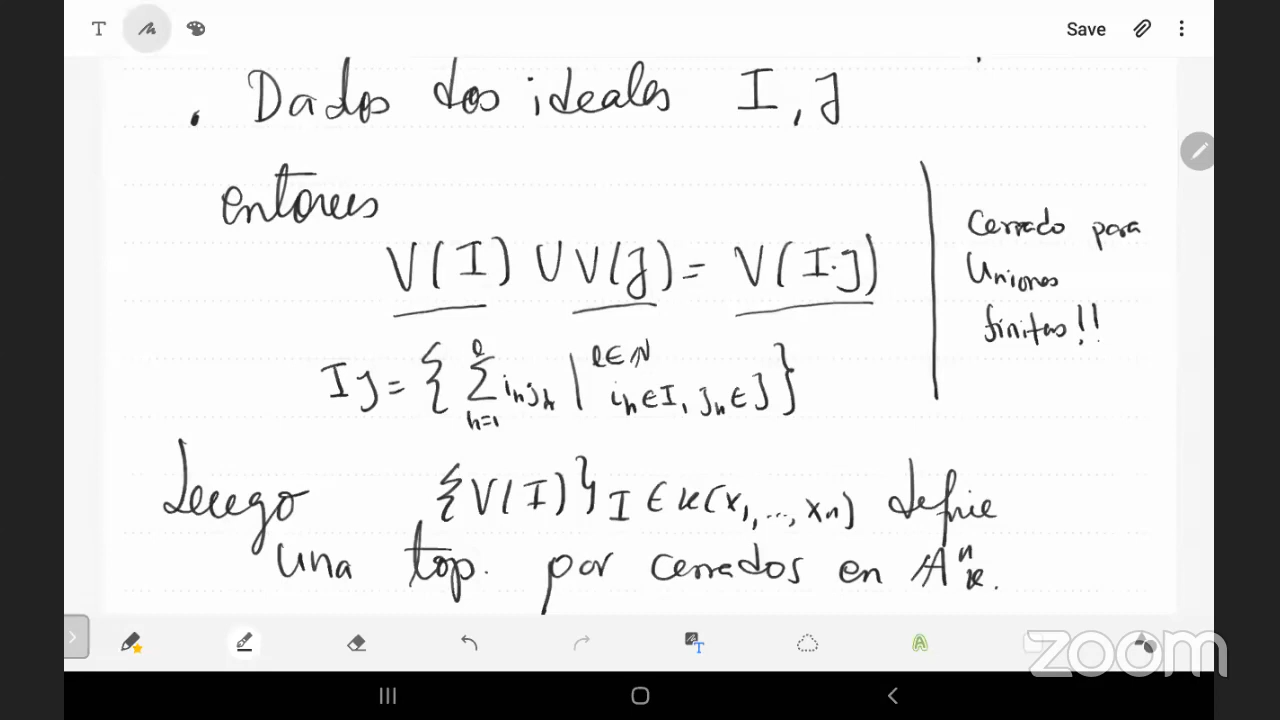 Save
. Dados dos ideales I, J
entonces
V(I) ∪ V(J) = V(I·J)
Cerrado para
Uniones
finitas!!
IJ = { ∑_{h=1}^{l} i_h j_h | l∈ℕ i_h∈I, j_h∈J }
Luego {V(I)}_{I ∈ k(x_1, ..., x_n)} define
una top. por cerrados en 𝔸^n_k.
zoom